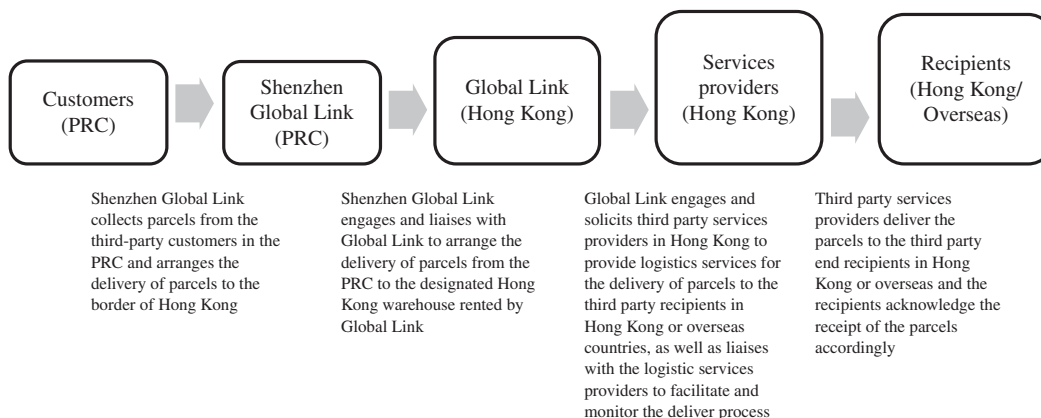 Customers
(PRC)
Shenzhen
Global Link
(PRC)
Global Link
(Hong Kong)
Services
providers
(Hong Kong)
Recipients
(Hong Kong/
Overseas)
Shenzhen Global Link
collects parcels from the
third-party customers in the
PRC and arranges the
delivery of parcels to the
border of Hong Kong
Shenzhen Global Link
engages and liaises with
Global Link to arrange the
delivery of parcels from the
PRC to the designated Hong
Kong warehouse rented by
Global Link
Global Link engages and
solicits third party services
providers in Hong Kong to
provide logistics services for
the delivery of parcels to the
third party recipients in
Hong Kong or overseas
countries, as well as liaises
with the logistic services
providers to facilitate and
monitor the deliver process
Third party services
providers deliver the
parcels to the third party
end recipients in Hong
Kong or overseas and the
recipients acknowledge the
receipt of the parcels
accordingly